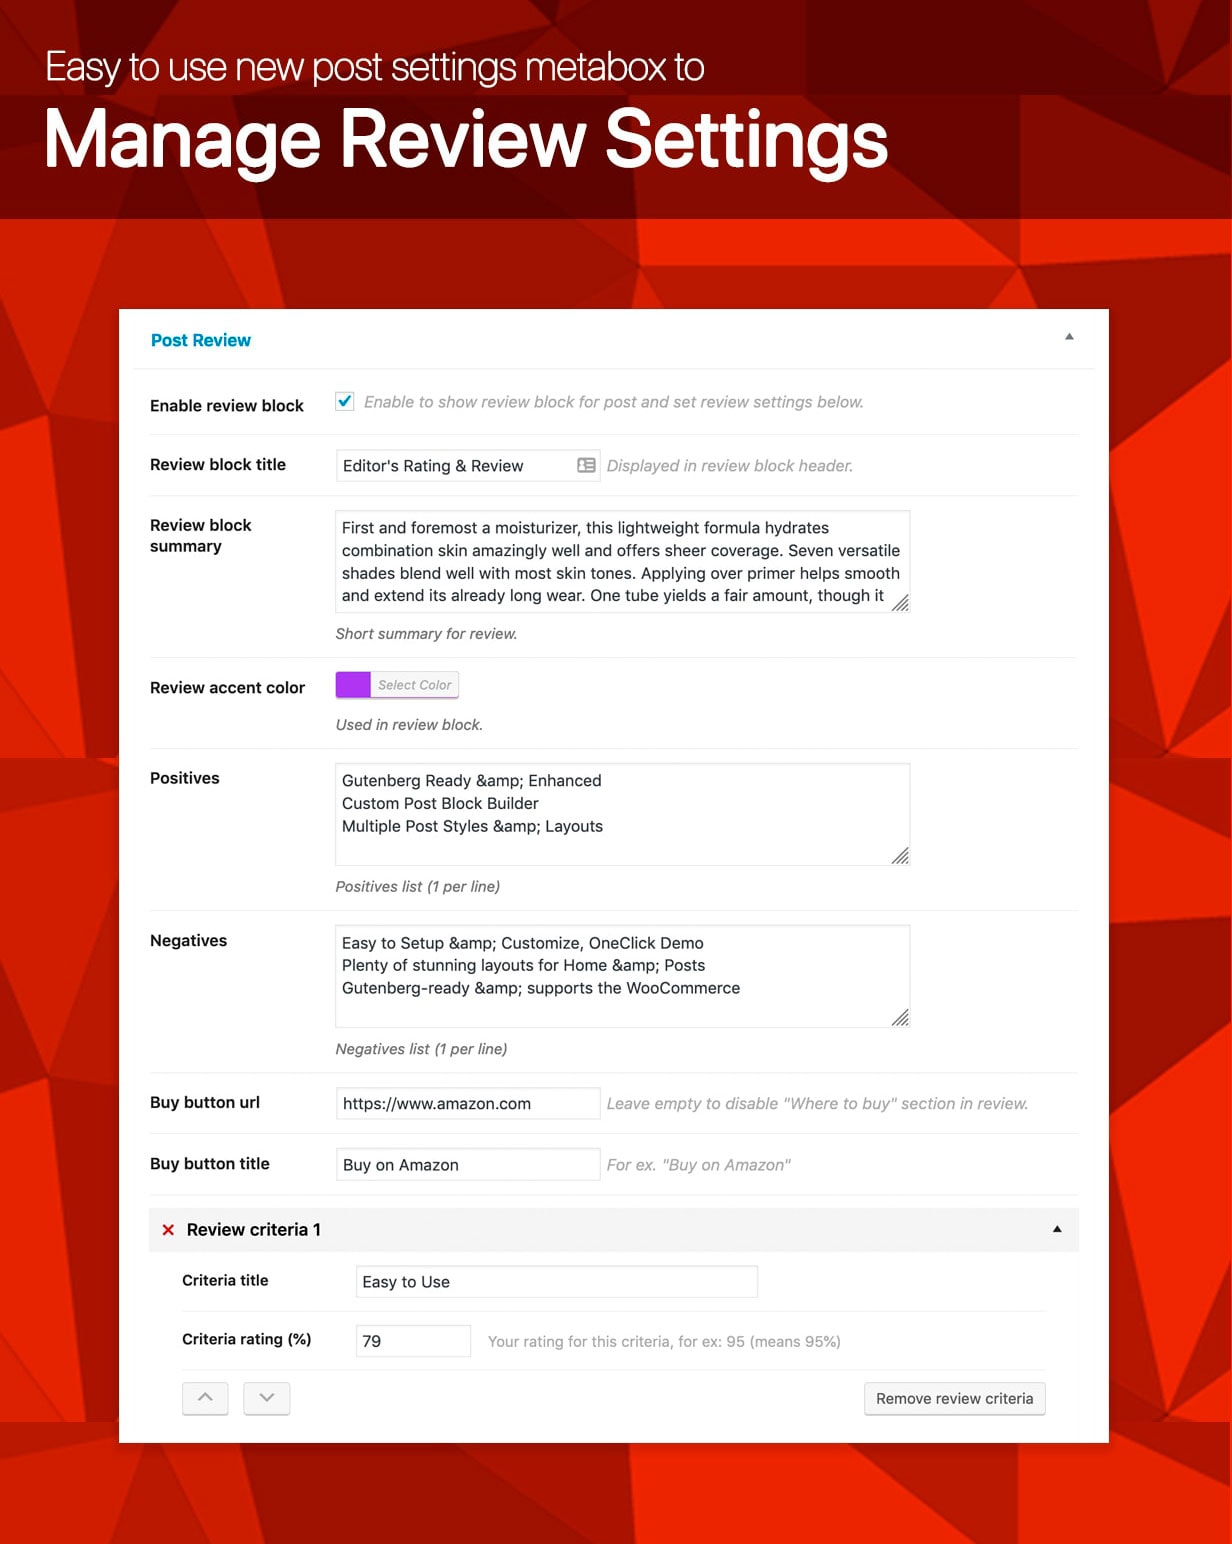 Easy to use new post settings metabox to
Manage Review Settings
Post Review
Enable review block
Enable to show review block for post and set review settings below.
Review block title
Editor's Rating & Review
Displayed in review block header.
Review block
summary
First and foremost a moisturizer, this lightweight formula hydrates
combination skin amazingly well and offers sheer coverage. Seven versatile
shades blend well with most skin tones. Applying over primer helps smooth
and extend its already long wear. One tube yields a fair amount, though it
Short summary for review.
Review accent color
Select Color
Used in review block.
Positives
Gutenberg Ready &amp; Enhanced
Custom Post Block Builder
Multiple Post Styles &amp; Layouts
Positives list (1 per line)
Negatives
Easy to Setup &amp; Customize, OneClick Demo
Plenty of stunning layouts for Home &amp; Posts
Gutenberg-ready &amp; supports the WooCommerce
Negatives list (1 per line)
Buy button url
https://www.amazon.com
Leave empty to disable "Where to buy" section in review.
Buy button title
Buy on Amazon
For ex. "Buy on Amazon"
Review criteria 1
Criteria title
Easy to Use
Criteria rating (%)
79
Your rating for this criteria, for ex: 95 (means 95%)
Remove review criteria